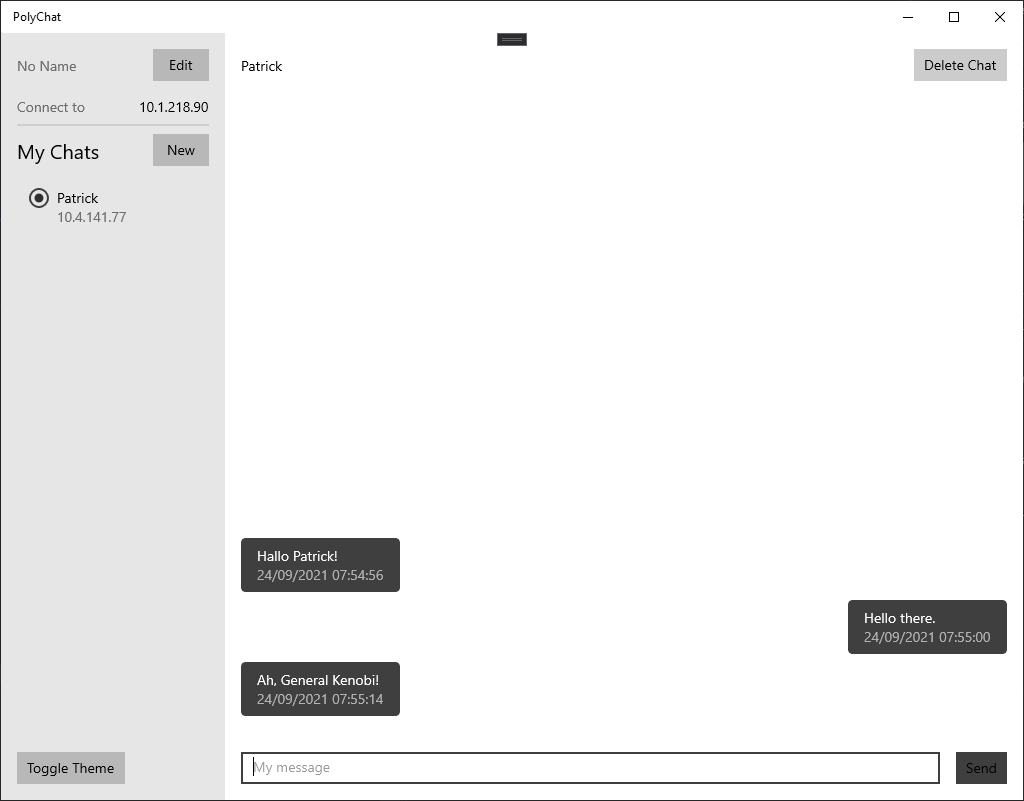 PolyChat
No Name
Edit
Connect to
10.1.218.90
My Chats
New
Patrick
10.4.141.77
Toggle Theme
Patrick
Delete Chat
Hallo Patrick!
24/09/2021 07:54:56
Hello there.
24/09/2021 07:55:00
Ah, General Kenobi!
24/09/2021 07:55:14
My message
Send